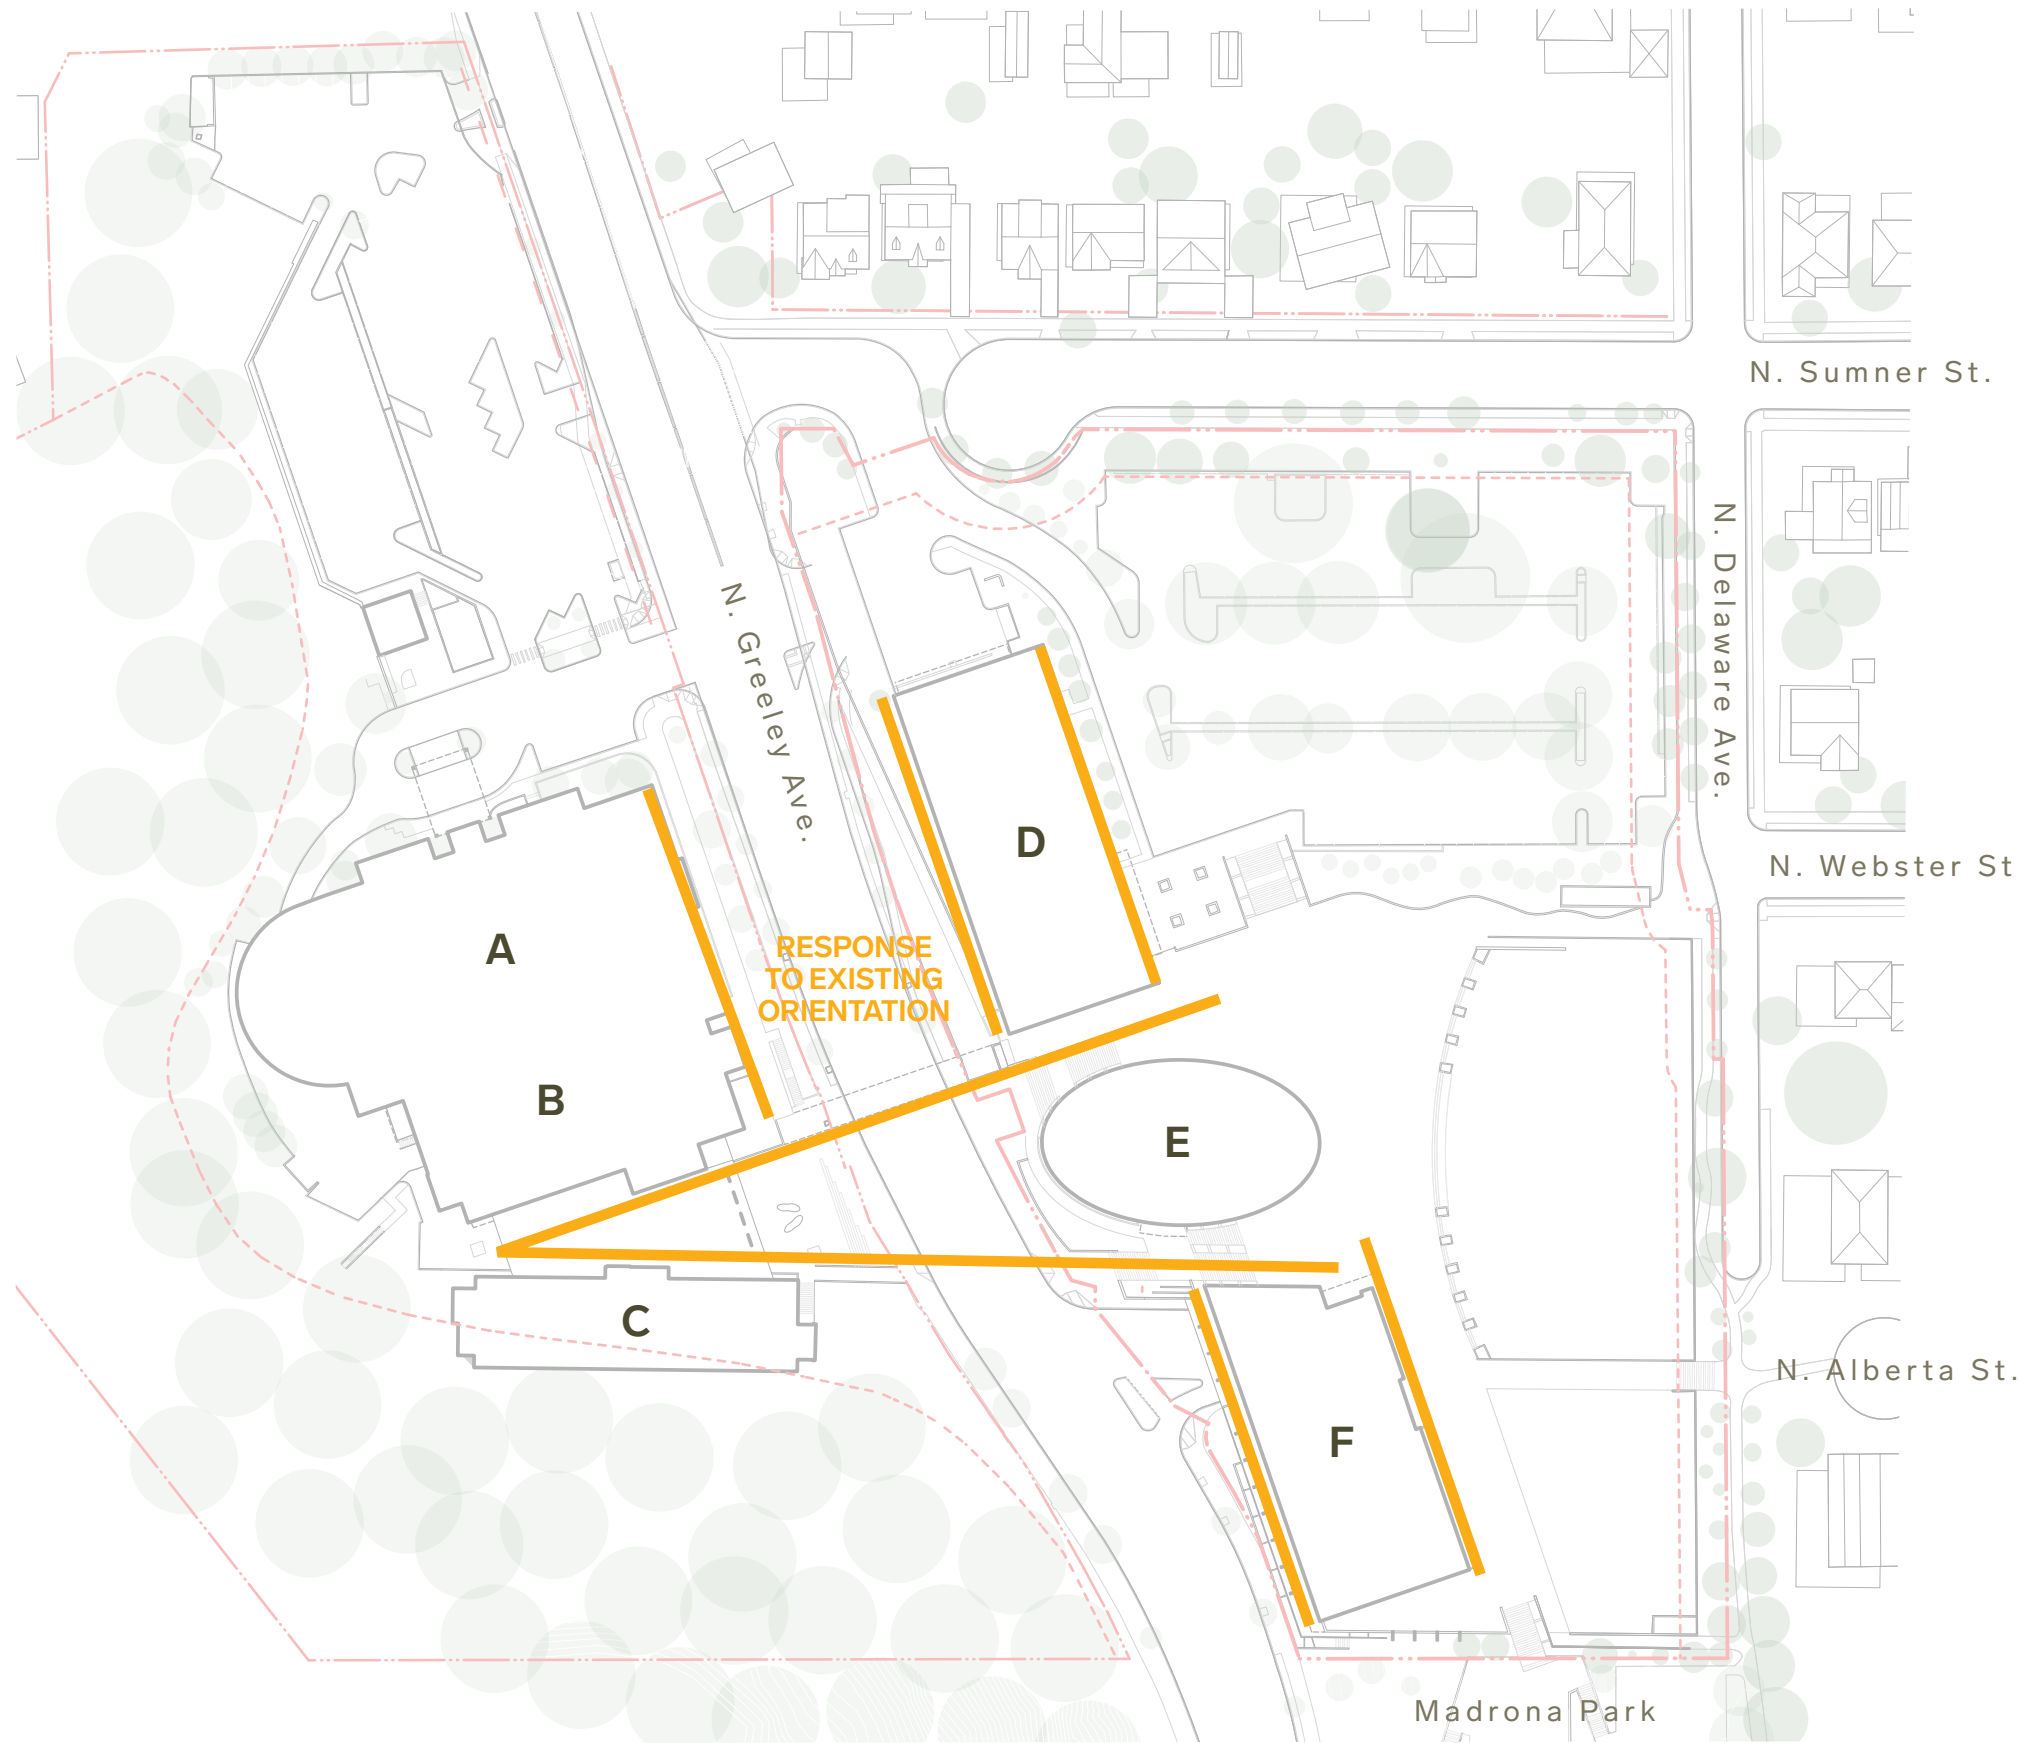 N. Sumner St.
N. Delaware Ave.
N. Greeley Ave.
D
N. Webster St
A
RESPONSE
TO EXISTING
ORIENTATION
B
E
C
N. Alberta St.
F
Madrona Park